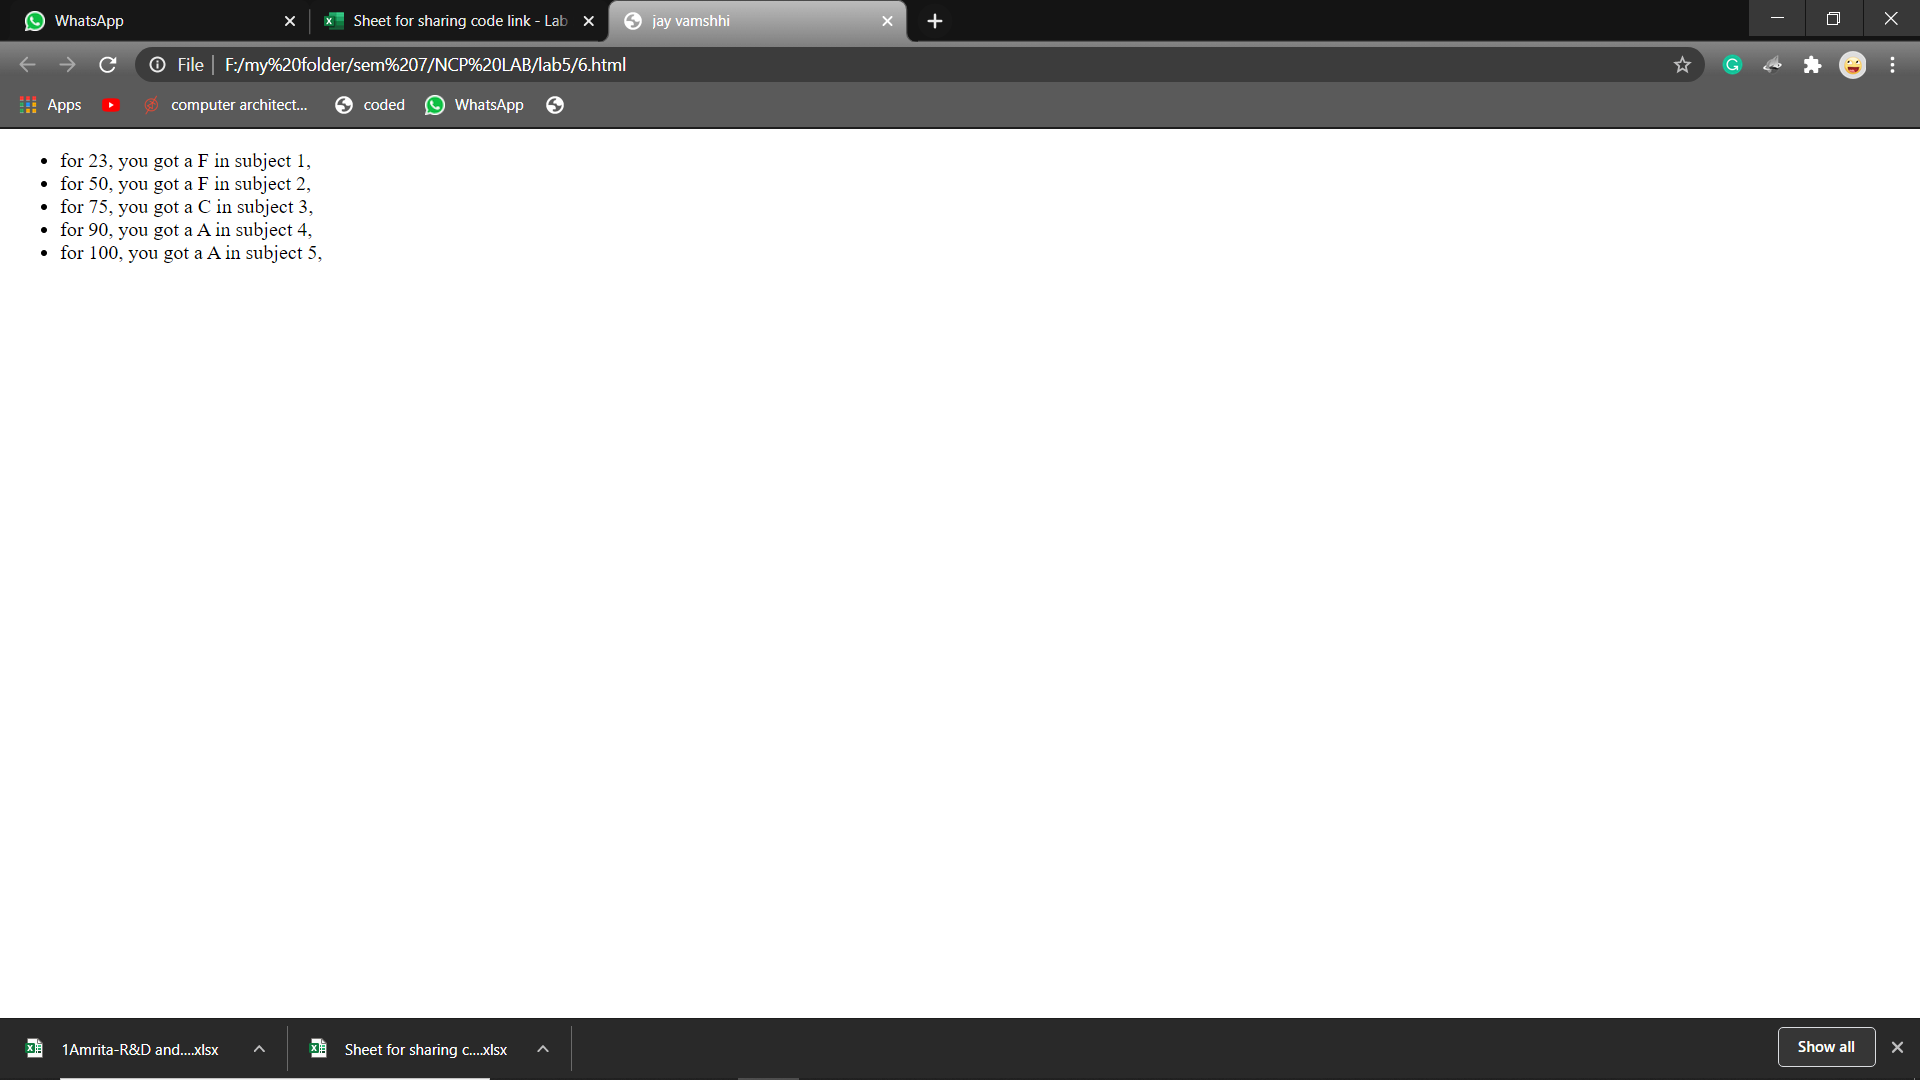 WhatsApp
Sheet for sharing code link - Lab
jay vamshhi
File
F:/my%20folder/sem%207/NCP%20LAB/lab5/6.html
Apps
computer architect...
coded
WhatsApp
for 23, you got a F in subject 1,
for 50, you got a F in subject 2,
for 75, you got a C in subject 3,
for 90, you got a A in subject 4,
for 100, you got a A in subject 5,
1Amrita-R&D and....xlsx
Sheet for sharing c....xlsx
Show all